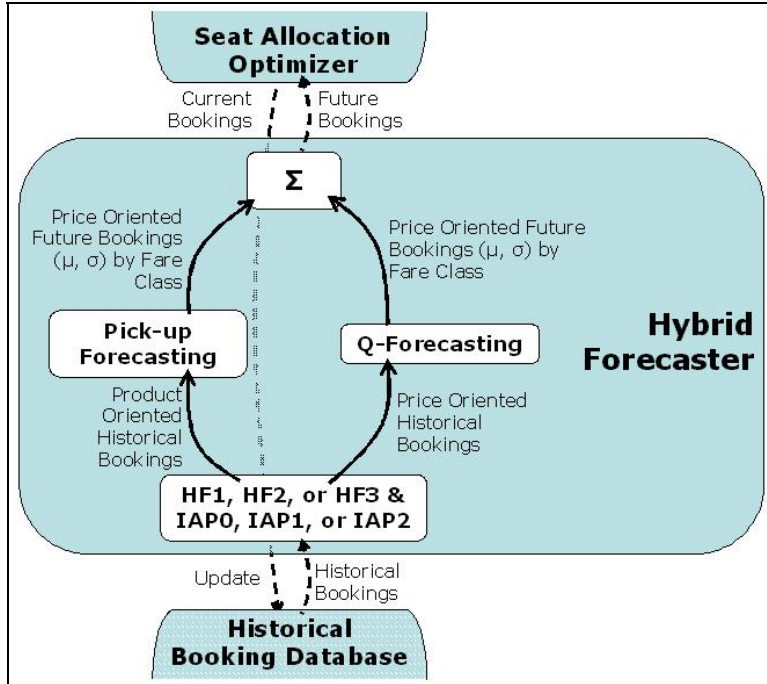 Seat Allocation
Optimizer
Current
Bookings
Future
Bookings
Σ
Price Oriented
Future Bookings
(μ, σ) by Fare
Class
Price Oriented Future
Bookings (μ, σ) by
Fare Class
Pick-up
Forecasting
Q-Forecasting
Hybrid
Forecaster
Product
Oriented
Historical
Bookings
Price Oriented
Historical
Bookings
HF1, HF2, or HF3 &
IAP0, IAP1, or IAP2
Update
Historical
Bookings
Historical
Booking Database